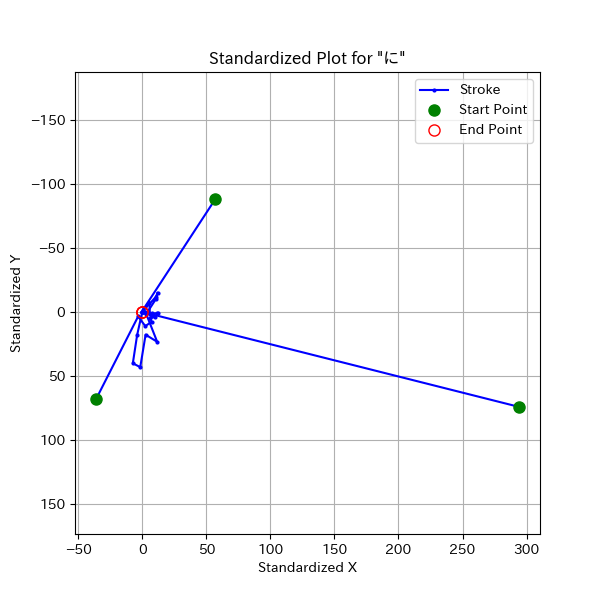 Standardized Plot for "に"
Stroke
Start Point
End Point
Standardized Y
−150
−100
−50
0
50
100
150
−50
0
50
100
150
200
250
300
Standardized X